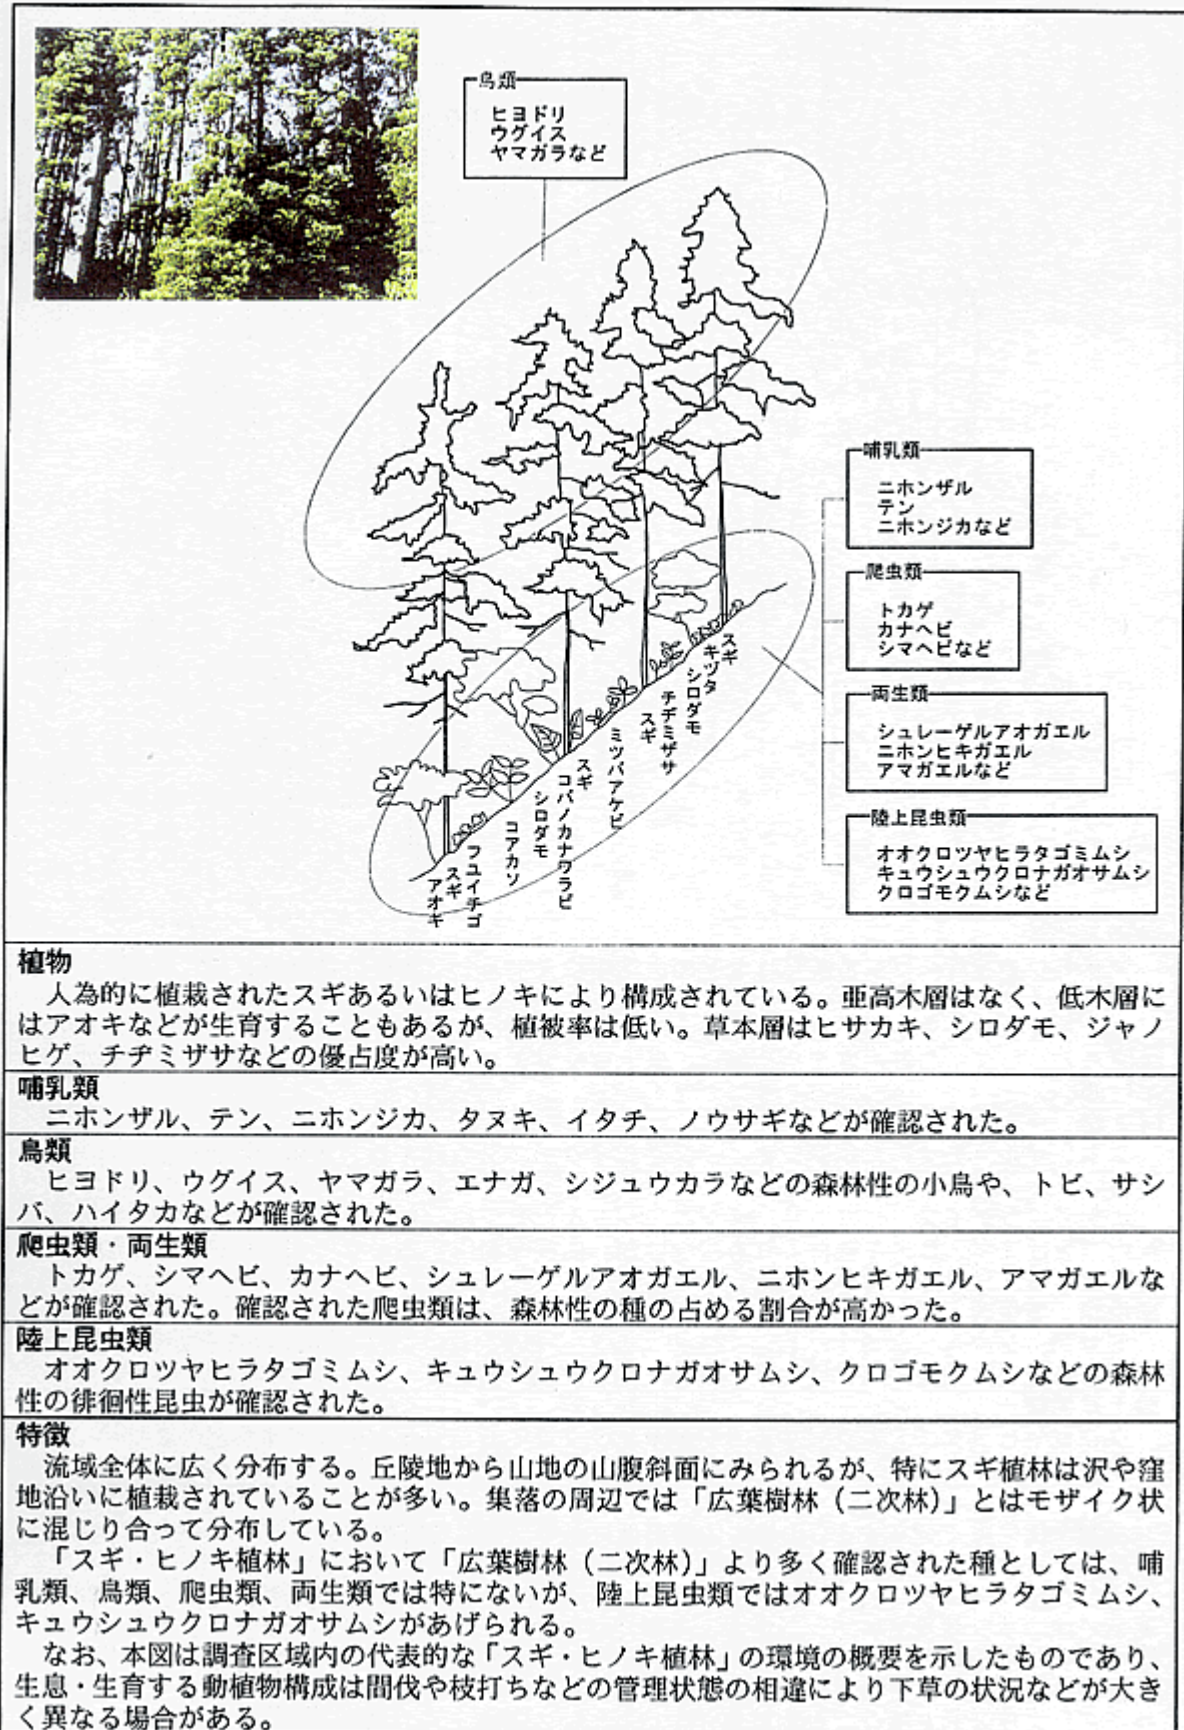 鳥類
ヒヨドリ
ウグイス
ヤマガラなど
哺乳類
ニホンザル
テン
ニホンジカなど
爬虫類
トカゲ
カナヘビ
シマヘビなど
両生類
シュレーゲルアオガエル
ニホンヒキガエル
アマガエルなど
陸上昆虫類
オオクロツヤヒラタゴミムシ
キュウシュウクロナガオサムシ
クロゴモクムシなど
アオキ
スギ
フユイチゴ
コアカソ
シロダモ
コバノカナワラビ
スギ
ミツバアケビ
スギ
チヂミザサ
シロダモ
キヅタ
スギ
植物
人為的に植栽されたスギあるいはヒノキにより構成されている。亜高木層はなく、低木層に
はアオキなどが生育することもあるが、植被率は低い。草本層はヒサカキ、シロダモ、ジャノ
ヒゲ、チヂミザサなどの優占度が高い。
哺乳類
ニホンザル、テン、ニホンジカ、タヌキ、イタチ、ノウサギなどが確認された。
鳥類
ヒヨドリ、ウグイス、ヤマガラ、エナガ、シジュウカラなどの森林性の小鳥や、トビ、サシ
バ、ハイタカなどが確認された。
爬虫類・両生類
トカゲ、シマヘビ、カナヘビ、シュレーゲルアオガエル、ニホンヒキガエル、アマガエルな
どが確認された。確認された爬虫類は、森林性の種の占める割合が高かった。
陸上昆虫類
オオクロツヤヒラタゴミムシ、キュウシュウクロナガオサムシ、クロゴモクムシなどの森林
性の徘徊性昆虫が確認された。
特徴
流域全体に広く分布する。丘陵地から山地の山腹斜面にみられるが、特にスギ植林は沢や窪
地沿いに植栽されていることが多い。集落の周辺では「広葉樹林（二次林）」とはモザイク状
に混じり合って分布している。
「スギ・ヒノキ植林」において「広葉樹林（二次林）」より多く確認された種としては、哺
乳類、鳥類、爬虫類、両生類では特にないが、陸上昆虫類ではオオクロツヤヒラタゴミムシ、
キュウシュウクロナガオサムシがあげられる。
なお、本図は調査区域内の代表的な「スギ・ヒノキ植林」の環境の概要を示したものであり、
生息・生育する動植物構成は間伐や枝打ちなどの管理状態の相違により下草の状況などが大き
く異なる場合がある。